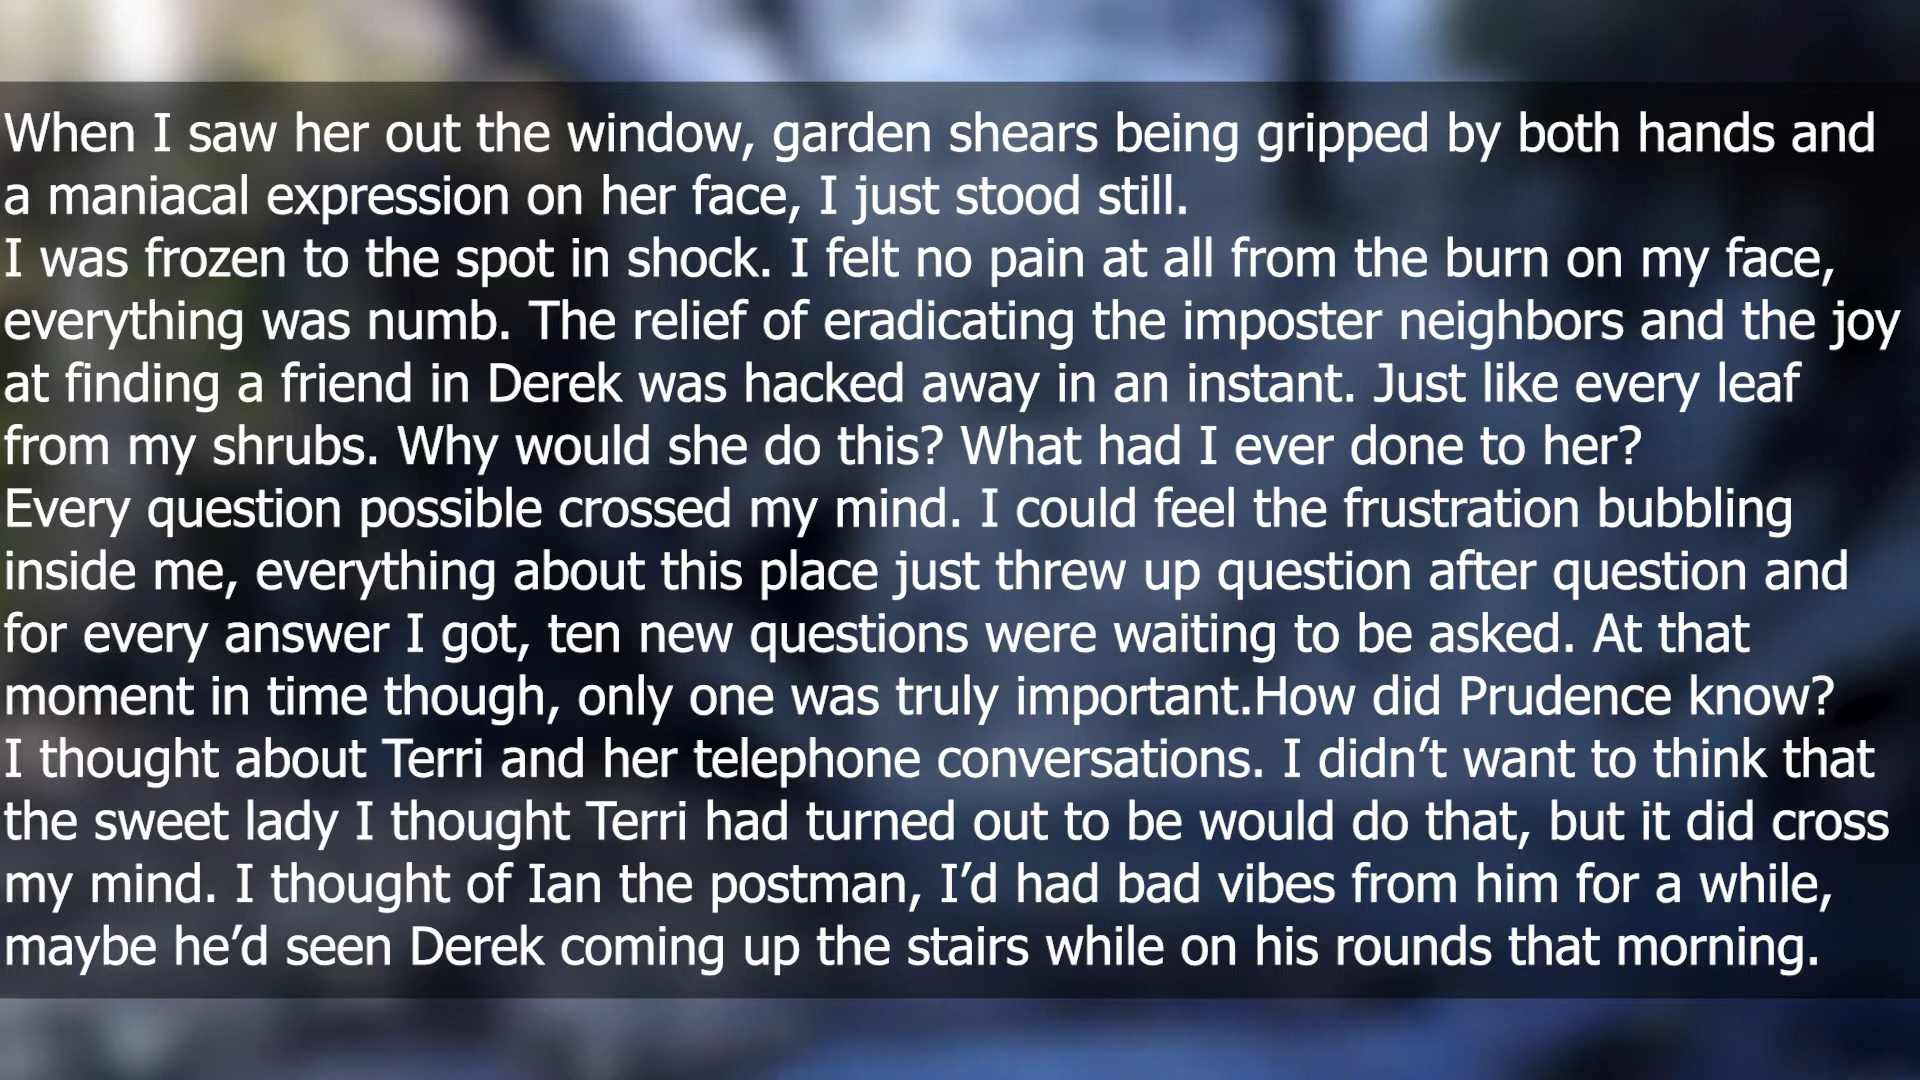 When I saw her out the window, garden shears being gripped by both hands and
a maniacal expression on her face, I just stood still.
I was frozen to the spot in shock. I felt no pain at all from the burn on my face,
everything was numb. The relief of eradicating the imposter neighbors and the joy
at finding a friend in Derek was hacked away in an instant. Just like every leaf
from my shrubs. Why would she do this? What had I ever done to her?
Every question possible crossed my mind. I could feel the frustration bubbling
inside me, everything about this place just threw up question after question and
for every answer I got, ten new questions were waiting to be asked. At that
moment in time though, only one was truly important.How did Prudence know?
I thought about Terri and her telephone conversations. I didn’t want to think that
the sweet lady I thought Terri had turned out to be would do that, but it did cross
my mind. I thought of Ian the postman, I’d had bad vibes from him for a while,
maybe he’d seen Derek coming up the stairs while on his rounds that morning.